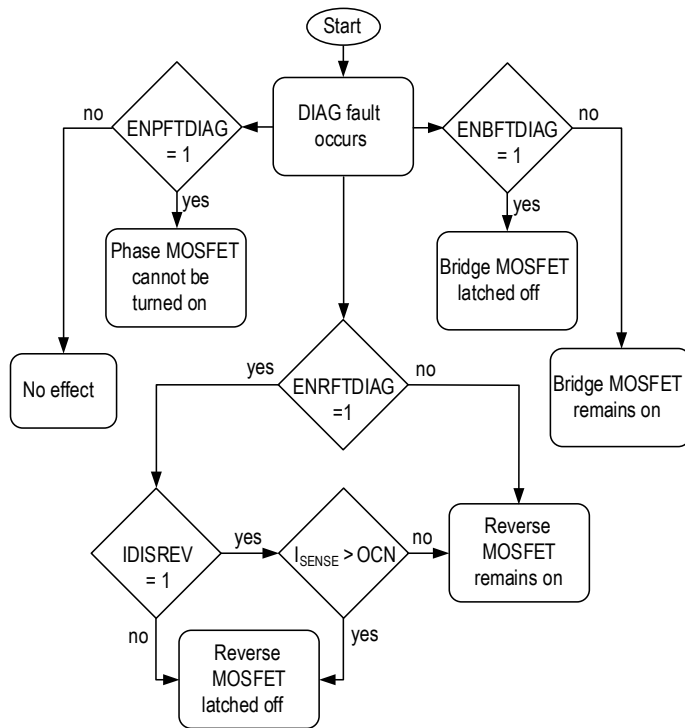 Start
DIAG fault
occurs
no
ENPFTDIAG
= 1
yes
Phase MOSFET
cannot be
turned on
No effect
ENBFTDIAG
= 1
no
yes
Bridge MOSFET
latched off
Bridge MOSFET
remains on
yes
ENRFTDIAG
=1
no
IDISREV
= 1
yes
no
ISENSE > OCN
no
yes
Reverse
MOSFET
remains on
Reverse
MOSFET
latched off